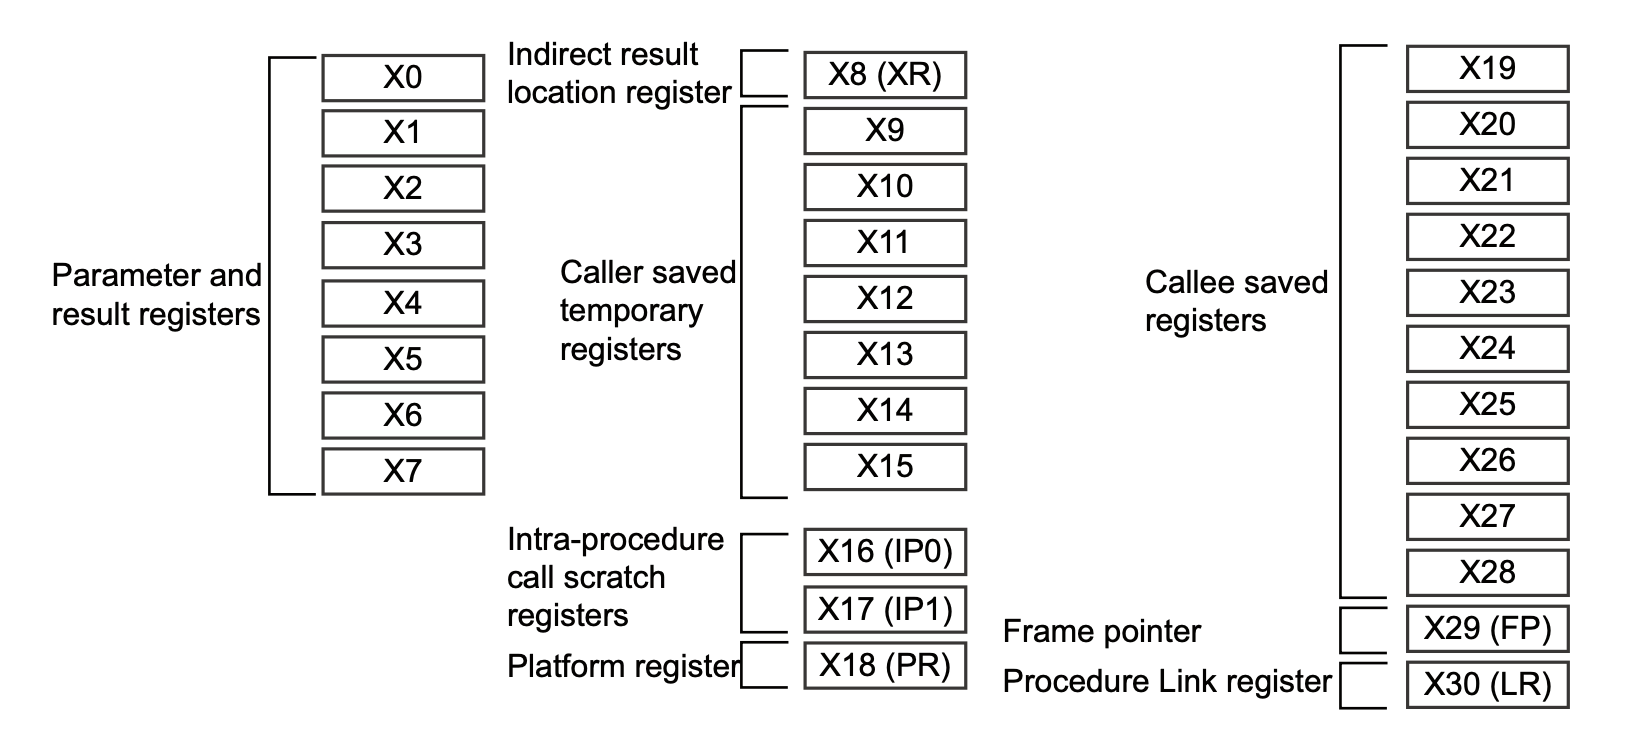 Parameter and
result registers
X0
X1
X2
X3
X4
X5
X6
X7
Indirect result
location register
X8 (XR)
Caller saved
temporary
registers
X9
X10
X11
X12
X13
X14
X15
Intra-procedure
call scratch
registers
X16 (IP0)
X17 (IP1)
Platform register
X18 (PR)
Callee saved
registers
X19
X20
X21
X22
X23
X24
X25
X26
X27
X28
Frame pointer
X29 (FP)
Procedure Link register
X30 (LR)